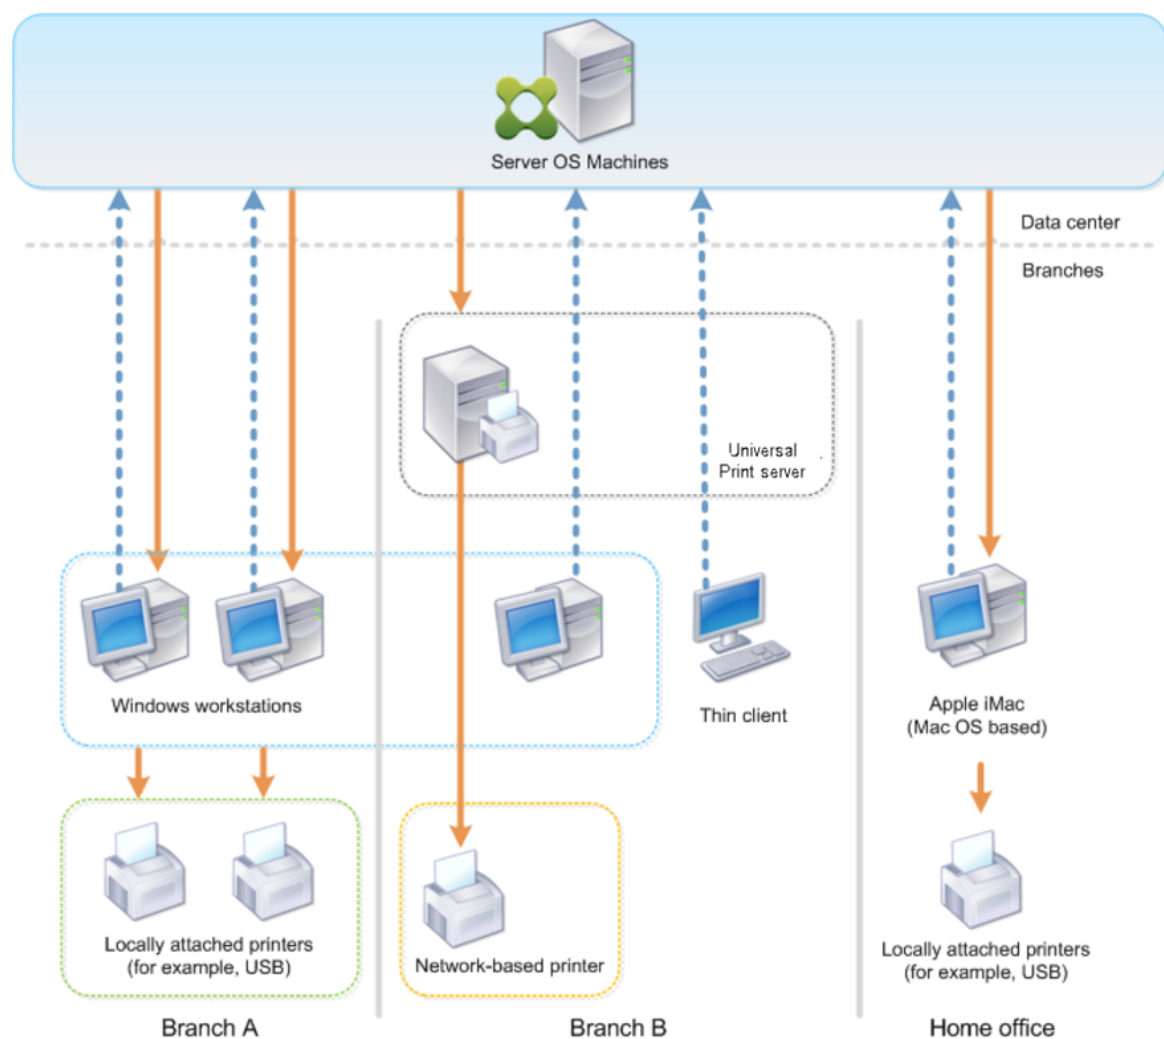 Server OS Machines
Data center
Branches
Universal
Print server
Windows workstations
Thin client
Apple iMac
(Mac OS based)
Locally attached printers
(for example, USB)
Network-based printer
Locally attached printers
(for example, USB)
Branch A
Branch B
Home office